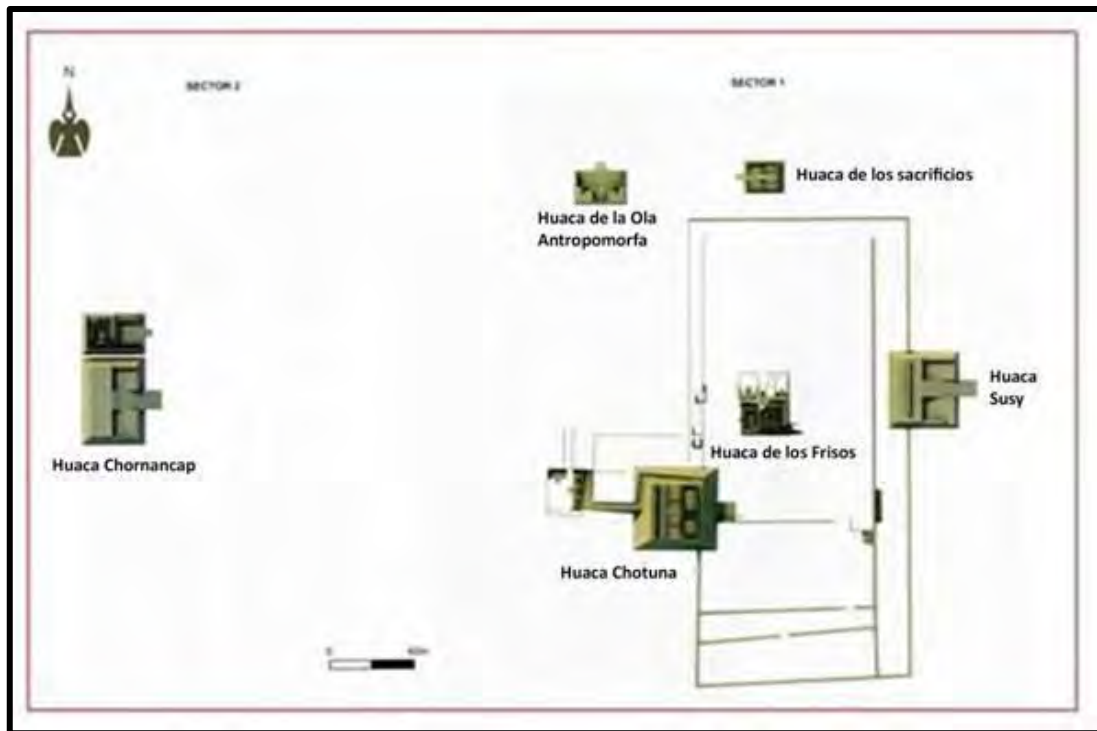 N
SECTOR 2
SECTOR 1
Huaca de los sacrificios
Huaca de la Ola
Antropomorfa
Huaca
Susy
Huaca Chornancap
Huaca de los Frisos
Huaca Chotuna
0